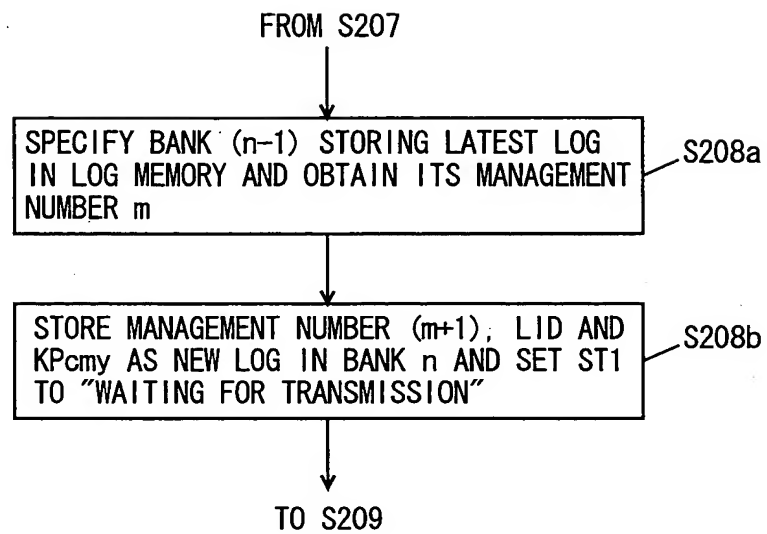 FROM S207
SPECIFY BANK (n-1) STORING LATEST LOG
IN LOG MEMORY AND OBTAIN ITS MANAGEMENT
NUMBER m
S208a
STORE MANAGEMENT NUMBER (m+1), LID AND
KPcmy AS NEW LOG IN BANK n AND SET ST1
TO "WAITING FOR TRANSMISSION"
S208b
TO S209